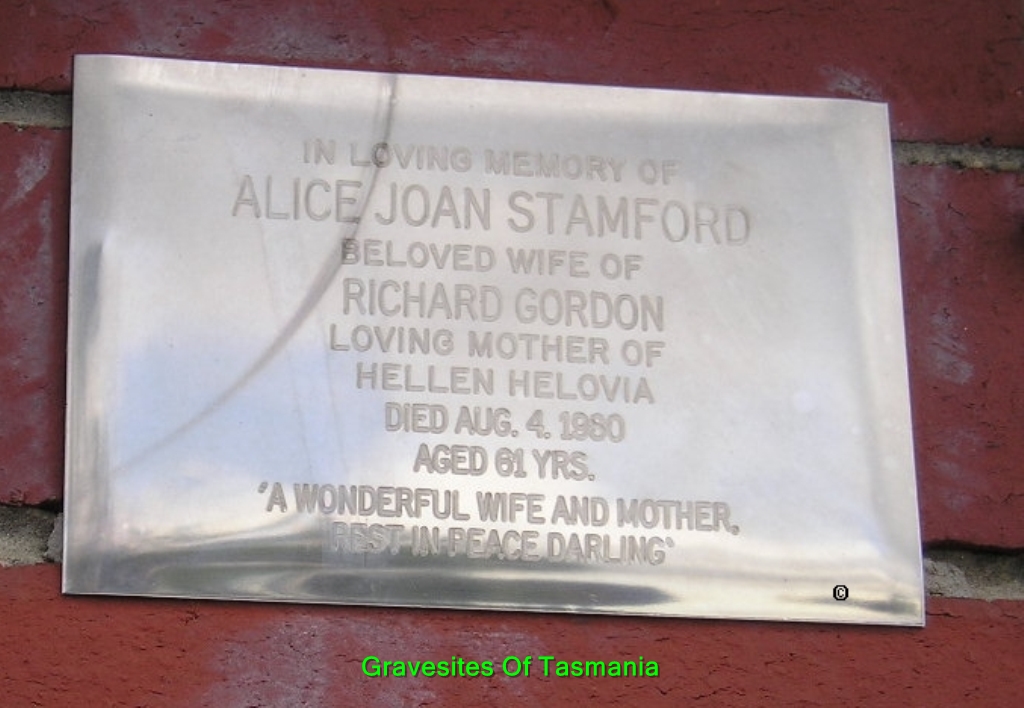 IN LOVING MEMORY OF
ALICE JOAN STAMFORD
BELOVED WIFE OF
RICHARD GORDON
LOVING MOTHER OF
HELLEN HELOVIA
DIED AUG. 4. 1980
AGED 61 YRS.
'A WONDERFUL WIFE AND MOTHER.
REST IN PEACE DARLING'
©
Gravesites Of Tasmania